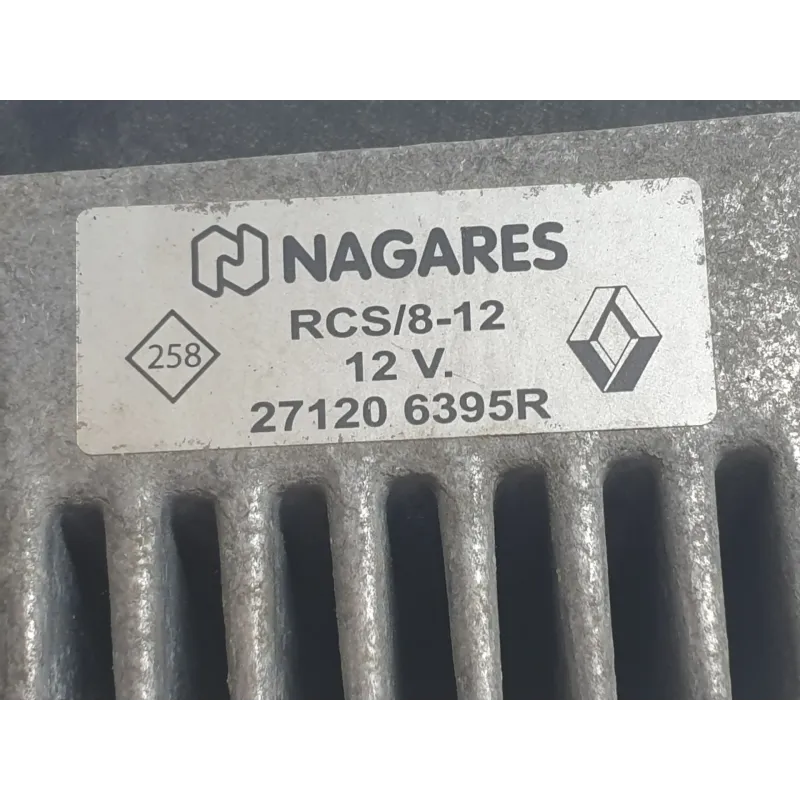 NAGARES
RCS/8-12
258
12 V.
27120 6395R